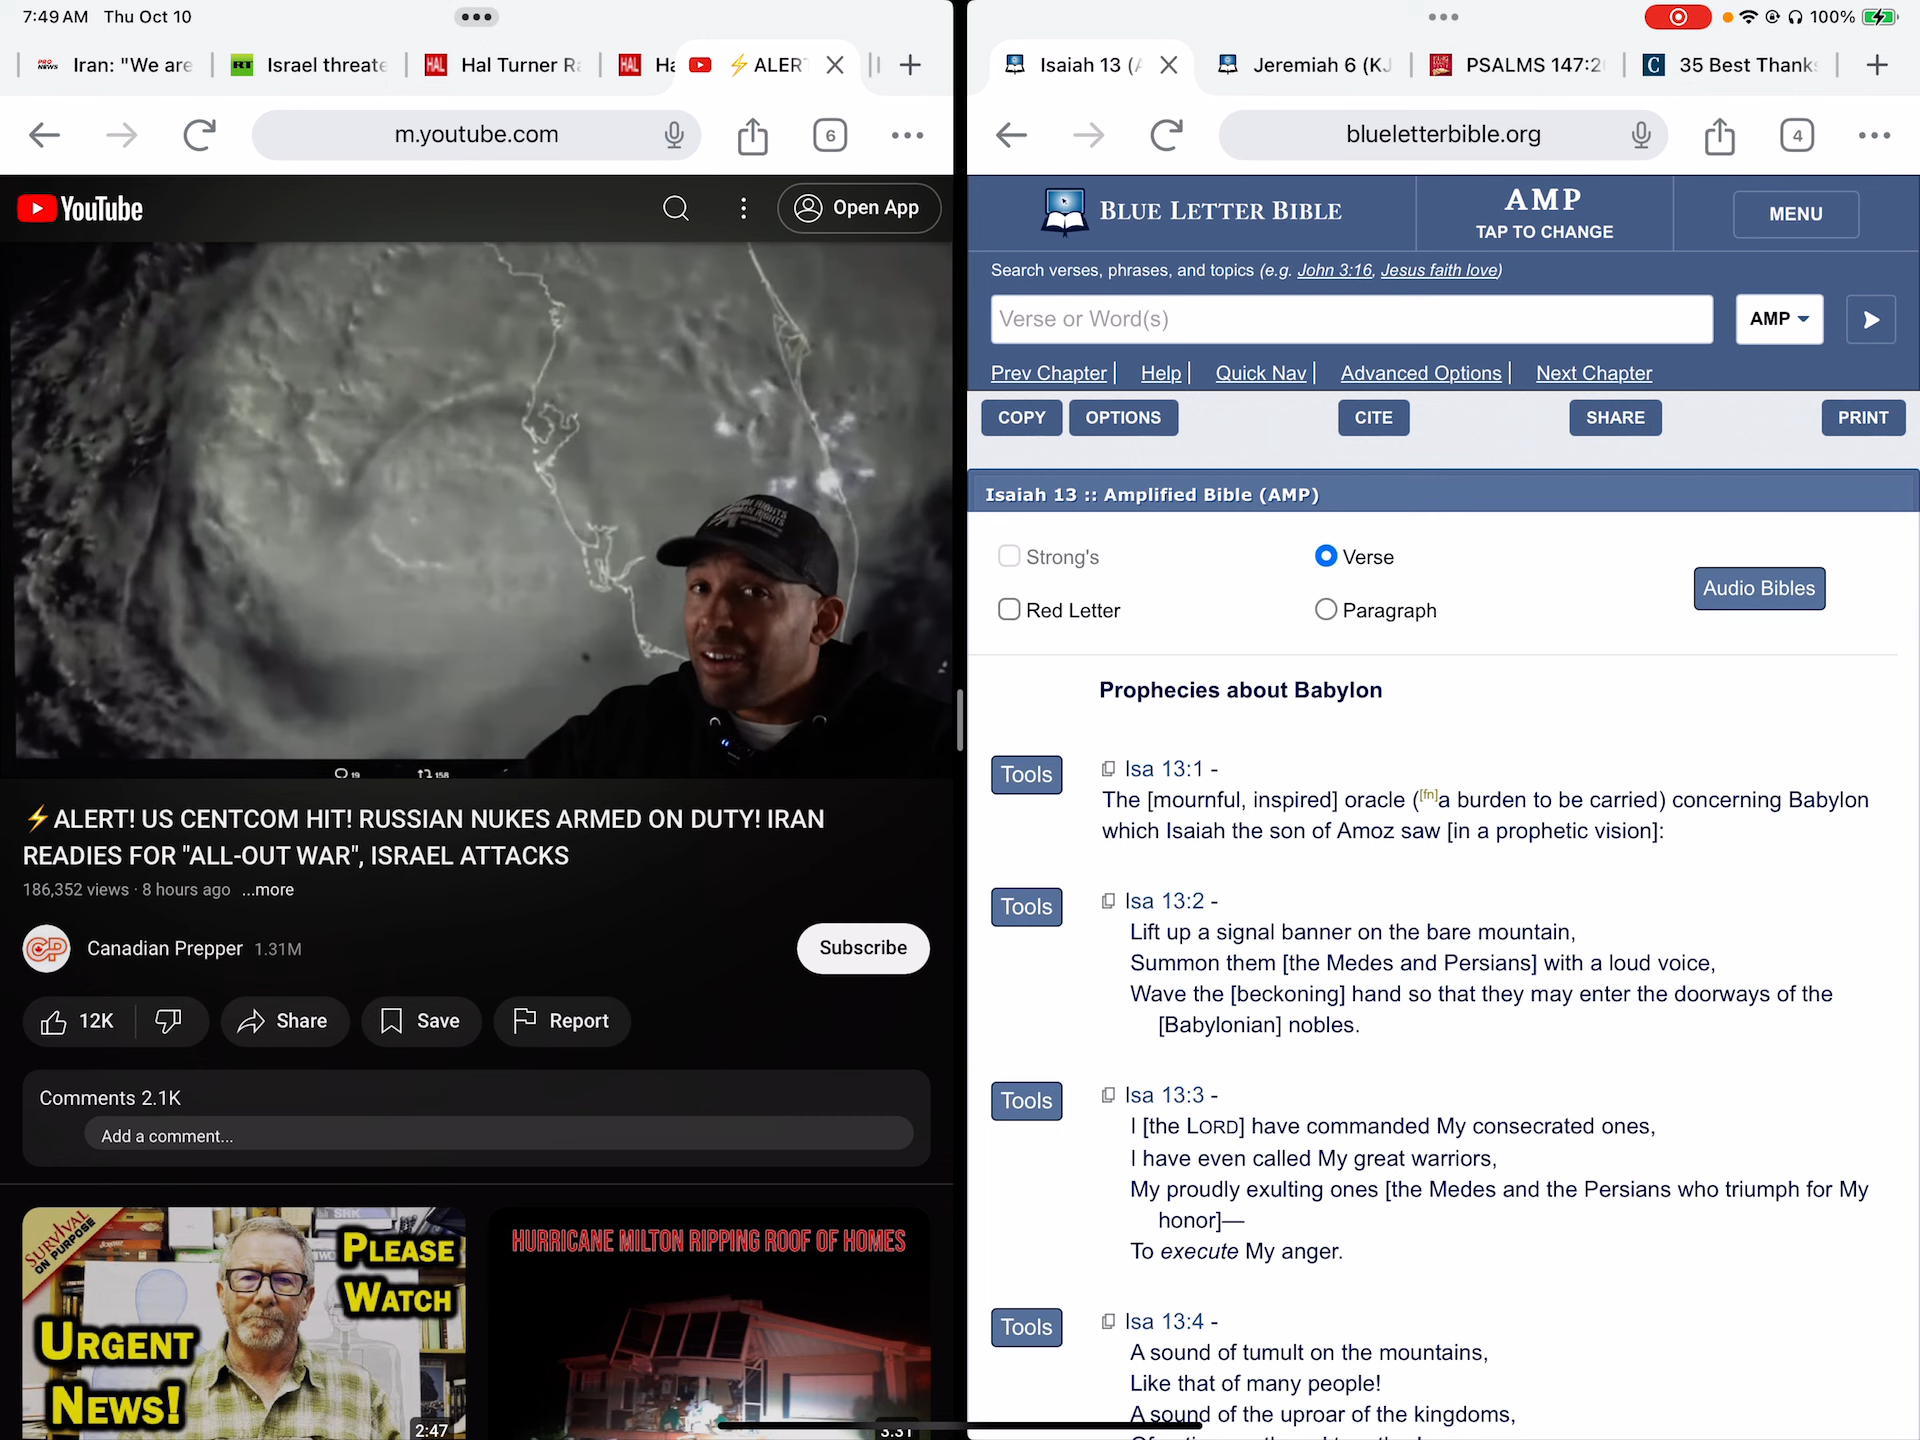 7:49 AM Thu Oct 10
Iran: "We are
RT Israel threate
HAL Hal Turner Ra
HAL Ha
⚡ALER
m.youtube.com
6
YouTube
Open App
19 158
⚡ALERT! US CENTCOM HIT! RUSSIAN NUKES ARMED ON DUTY! IRAN
READIES FOR "ALL-OUT WAR", ISRAEL ATTACKS
186,352 views · 8 hours ago ...more
CP Canadian Prepper 1.31M
Subscribe
12K
Share
Save
Report
Comments 2.1K
Add a comment...
SURVIVAL
ON PURPOSE
PLEASE
WATCH
URGENT
NEWS!
2:47
HURRICANE MILTON RIPPING ROOF OF HOMES
3:31
100%
Isaiah 13 (A
Jeremiah 6 (KJ
PSALMS 147:2
C 35 Best Thanks
blueletterbible.org
4
BLUE LETTER BIBLE
AMP
TAP TO CHANGE
MENU
Search verses, phrases, and topics (e.g. John 3:16, Jesus faith love)
Verse or Word(s)
AMP
Prev Chapter | Help | Quick Nav | Advanced Options | Next Chapter
COPY OPTIONS CITE SHARE PRINT
Isaiah 13 :: Amplified Bible (AMP)
Strong's
Verse
Red Letter
Paragraph
Audio Bibles
Prophecies about Babylon
Tools
Isa 13:1 -
The [mournful, inspired] oracle ([fn]a burden to be carried) concerning Babylon
which Isaiah the son of Amoz saw [in a prophetic vision]:
Tools
Isa 13:2 -
Lift up a signal banner on the bare mountain,
Summon them [the Medes and Persians] with a loud voice,
Wave the [beckoning] hand so that they may enter the doorways of the
[Babylonian] nobles.
Tools
Isa 13:3 -
I [the LORD] have commanded My consecrated ones,
I have even called My great warriors,
My proudly exulting ones [the Medes and the Persians who triumph for My
honor]—
To execute My anger.
Tools
Isa 13:4 -
A sound of tumult on the mountains,
Like that of many people!
A sound of the uproar of the kingdoms,